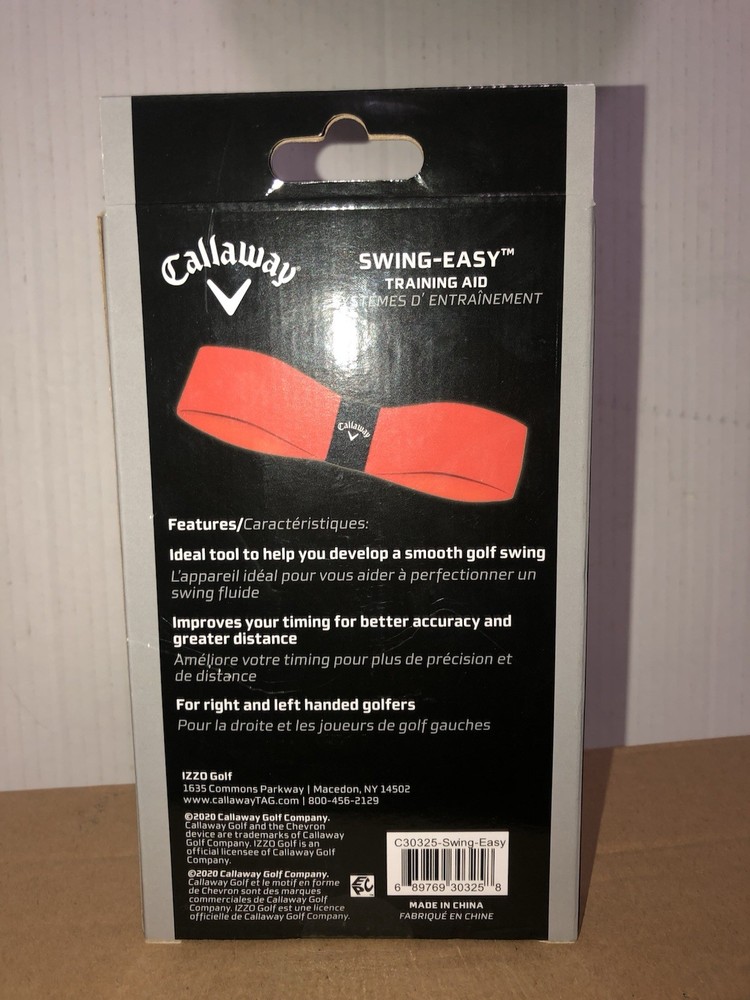 Callaway
SWING-EASY™
TRAINING AID
SYSTÈMES D' ENTRAÎNEMENT
Callaway
Features/Caractéristiques:
Ideal tool to help you develop a smooth golf swing
L'appareil idéal pour vous aider à perfectionner un
swing fluide
Improves your timing for better accuracy and
greater distance
Améliore votre timing pour plus de précision et
de distance
For right and left handed golfers
Pour la droite et les joueurs de golf gauches
IZZO Golf
1635 Commons Parkway | Macedon, NY 14502
www.callawayTAG.com | 800-456-2129
©2020 Callaway Golf Company.
Callaway Golf and the Chevron
device are trademarks of Callaway
Golf Company. IZZO Golf is an
official licensee of Callaway Golf
Company.
©2020 Callaway Golf Company.
Callaway Golf et le motif en forme
de Chevron sont des marques
commerciales de Callaway Golf
Company. IZZO Golf est une licence
officielle de Callaway Golf Company.
C30325-Swing-Easy
6 89769 30325 8
MADE IN CHINA
FABRIQUÉ EN CHINE